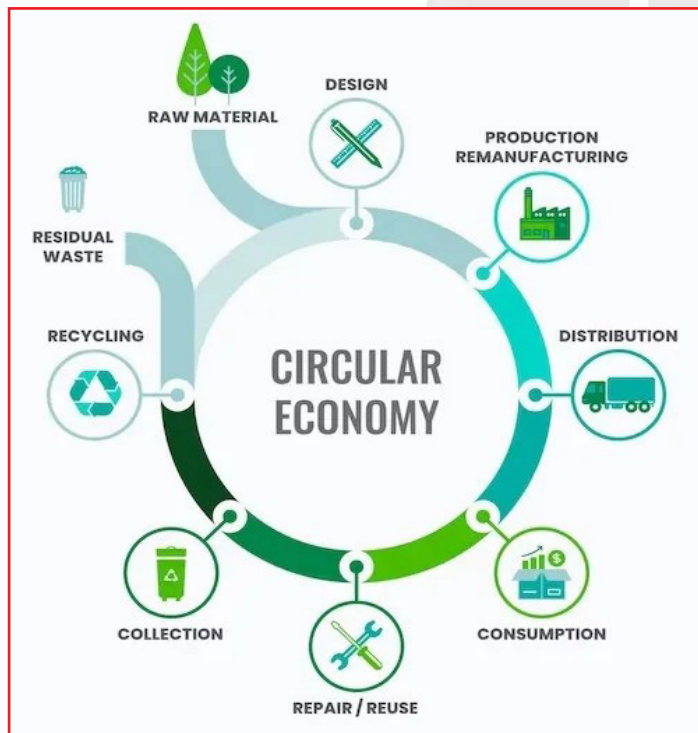 DESIGN
RAW MATERIAL
PRODUCTION
REMANUFACTURING
RESIDUAL
WASTE
RECYCLING
DISTRIBUTION
CIRCULAR
ECONOMY
$
COLLECTION
CONSUMPTION
REPAIR / REUSE